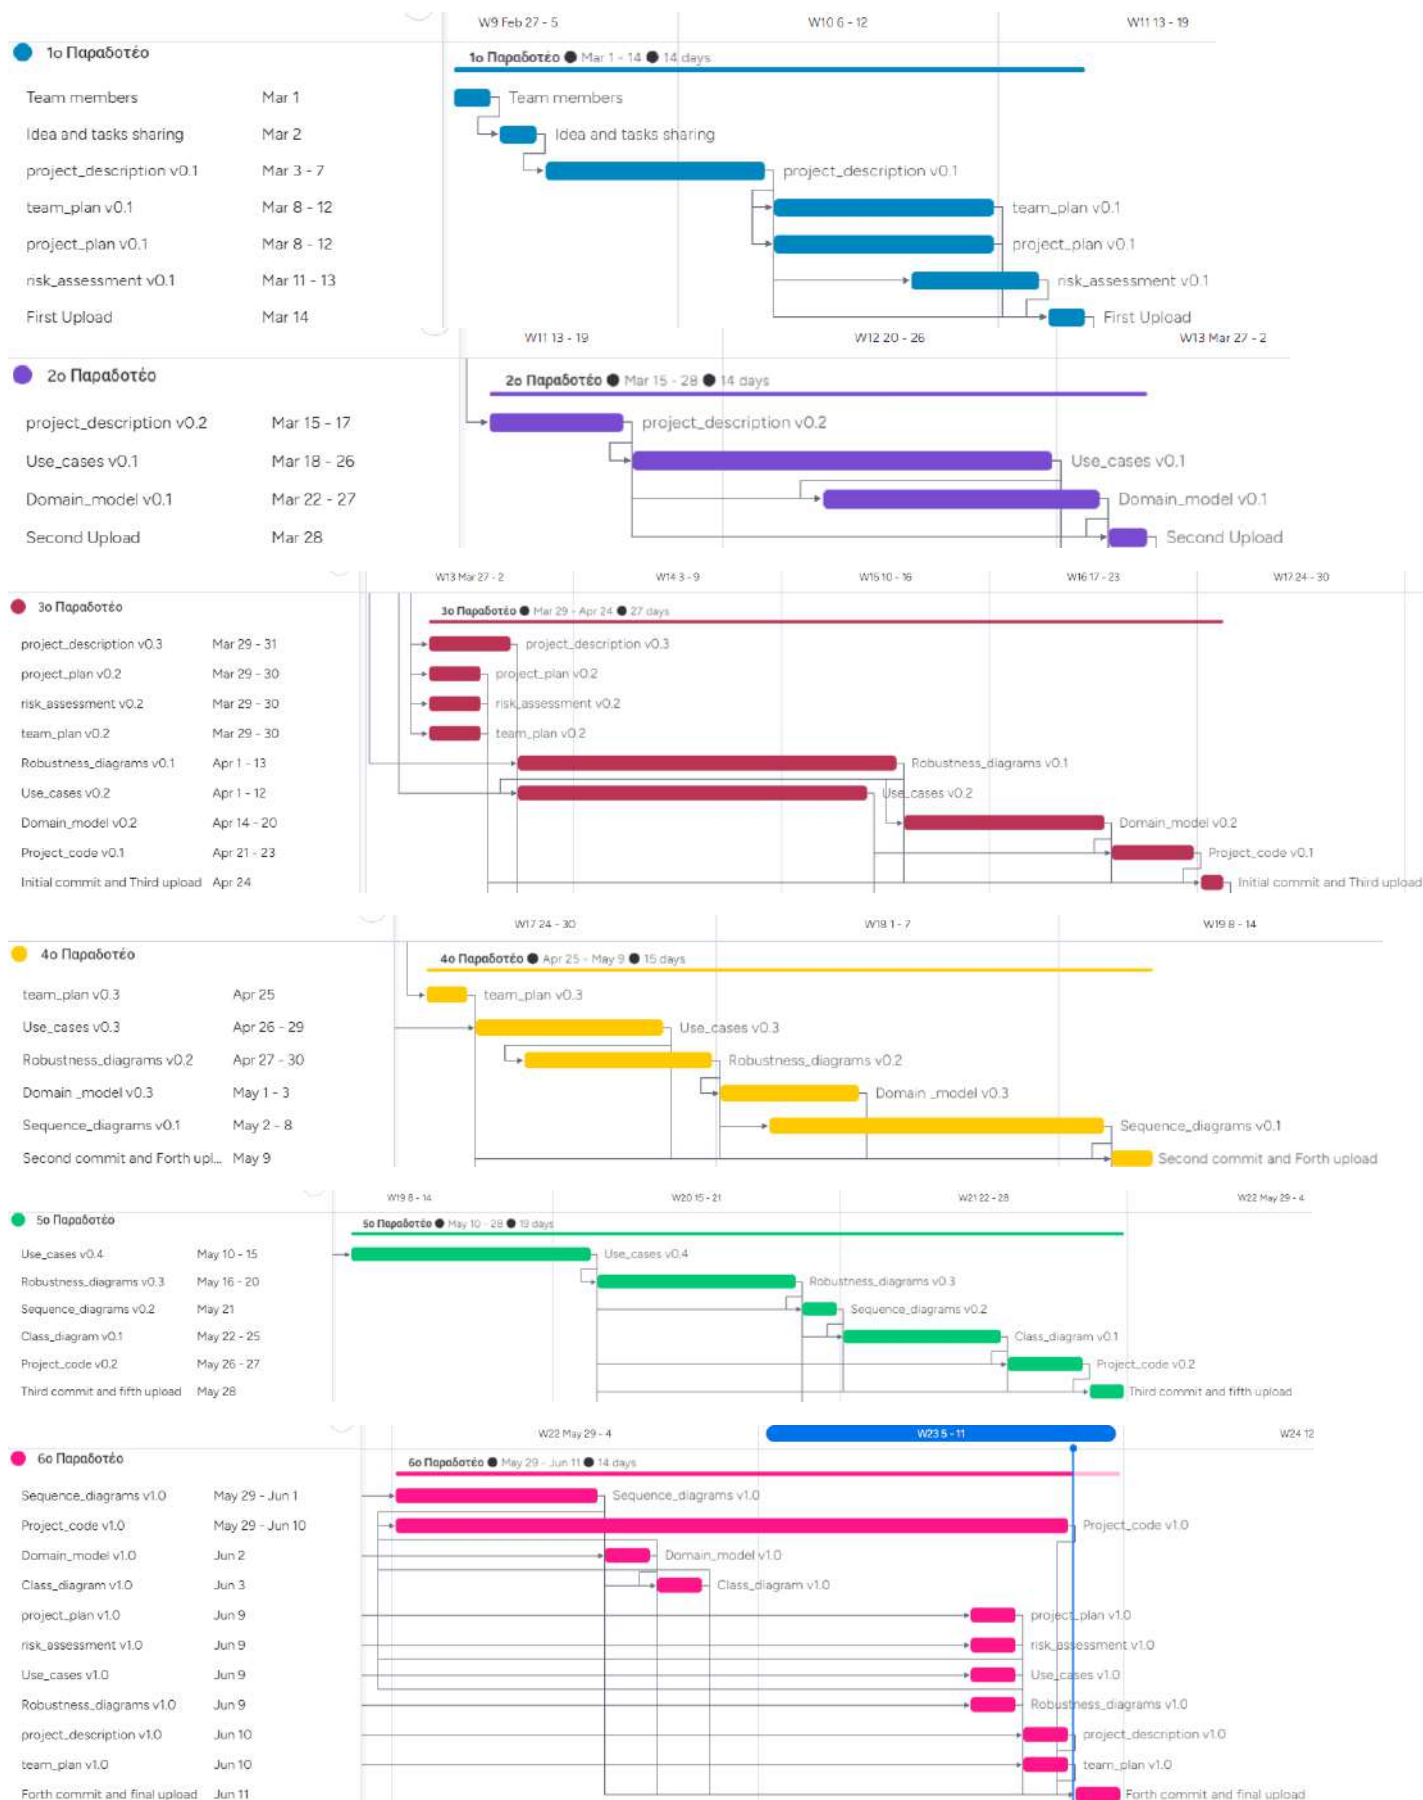 W9 Feb 27 - 5 W10 6 - 12 W11 13 - 19
1ο Παραδοτέο
1ο Παραδοτέο ● Mar 1 - 14 ● 14 days
Team members Mar 1 Team members
Idea and tasks sharing Mar 2 Idea and tasks sharing
project_description v0.1 Mar 3 - 7 project_description v0.1
team_plan v0.1 Mar 8 - 12 team_plan v0.1
project_plan v0.1 Mar 8 - 12 project_plan v0.1
risk_assessment v0.1 Mar 11 - 13 risk_assessment v0.1
First Upload Mar 14 First Upload
W11 13 - 19 W12 20 - 26 W13 Mar 27 - 2
2ο Παραδοτέο
2ο Παραδοτέο ● Mar 15 - 28 ● 14 days
project_description v0.2 Mar 15 - 17 project_description v0.2
Use_cases v0.1 Mar 18 - 26 Use_cases v0.1
Domain_model v0.1 Mar 22 - 27 Domain_model v0.1
Second Upload Mar 28 Second Upload
W13 Mar 27 - 2 W14 3 - 9 W15 10 - 16 W16 17 - 23 W17 24 - 30
3ο Παραδοτέο
3ο Παραδοτέο ● Mar 29 - Apr 24 ● 27 days
project_description v0.3 Mar 29 - 31 project_description v0.3
project_plan v0.2 Mar 29 - 30 project_plan v0.2
risk_assessment v0.2 Mar 29 - 30 risk_assessment v0.2
team_plan v0.2 Mar 29 - 30 team_plan v0.2
Robustness_diagrams v0.1 Apr 1 - 13 Robustness_diagrams v0.1
Use_cases v0.2 Apr 1 - 12 Use_cases v0.2
Domain_model v0.2 Apr 14 - 20 Domain_model v0.2
Project_code v0.1 Apr 21 - 23 Project_code v0.1
Initial commit and Third upload Apr 24 Initial commit and Third upload
W17 24 - 30 W18 1 - 7 W19 8 - 14
4ο Παραδοτέο
4ο Παραδοτέο ● Apr 25 - May 9 ● 15 days
team_plan v0.3 Apr 25 team_plan v0.3
Use_cases v0.3 Apr 26 - 29 Use_cases v0.3
Robustness_diagrams v0.2 Apr 27 - 30 Robustness_diagrams v0.2
Domain _model v0.3 May 1 - 3 Domain _model v0.3
Sequence_diagrams v0.1 May 2 - 8 Sequence_diagrams v0.1
Second commit and Forth upl... May 9 Second commit and Forth upload
W19 8 - 14 W20 15 - 21 W21 22 - 28 W22 May 29 - 4
5ο Παραδοτέο
5ο Παραδοτέο ● May 10 - 28 ● 19 days
Use_cases v0.4 May 10 - 15 Use_cases v0.4
Robustness_diagrams v0.3 May 16 - 20 Robustness_diagrams v0.3
Sequence_diagrams v0.2 May 21 Sequence_diagrams v0.2
Class_diagram v0.1 May 22 - 25 Class_diagram v0.1
Project_code v0.2 May 26 - 27 Project_code v0.2
Third commit and fifth upload May 28 Third commit and fifth upload
W22 May 29 - 4 W23 5 - 11 W24 12
6ο Παραδοτέο
6ο Παραδοτέο ● May 29 - Jun 11 ● 14 days
Sequence_diagrams v1.0 May 29 - Jun 1 Sequence_diagrams v1.0
Project_code v1.0 May 29 - Jun 10 Project_code v1.0
Domain_model v1.0 Jun 2 Domain_model v1.0
Class_diagram v1.0 Jun 3 Class_diagram v1.0
project_plan v1.0 Jun 9 project_plan v1.0
risk_assessment v1.0 Jun 9 risk_assessment v1.0
Use_cases v1.0 Jun 9 Use_cases v1.0
Robustness_diagrams v1.0 Jun 9 Robustness_diagrams v1.0
project_description v1.0 Jun 10 project_description v1.0
team_plan v1.0 Jun 10 team_plan v1.0
Forth commit and final upload Jun 11 Forth commit and final upload